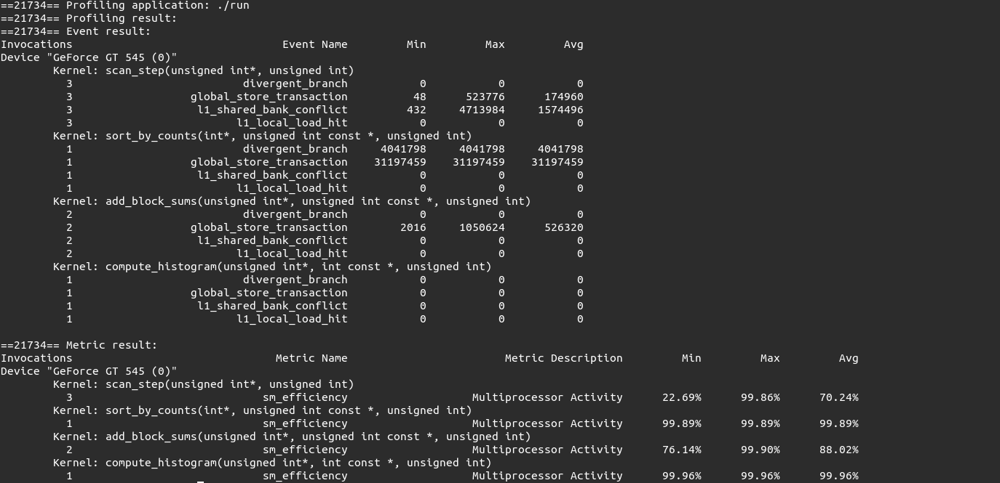 ==21734== Profiling application: ./run
==21734== Profiling result:
==21734== Event result:
Invocations                                Event Name         Min         Max         Avg
Device "GeForce GT 545 (0)"
        Kernel: scan_step(unsigned int*, unsigned int)
          3                          divergent_branch           0           0           0
          3                  global_store_transaction          48      523776      174960
          3                   l1_shared_bank_conflict         432     4713984     1574496
          3                         l1_local_load_hit           0           0           0
        Kernel: sort_by_counts(int*, unsigned int const *, unsigned int)
          1                          divergent_branch     4041798     4041798     4041798
          1                  global_store_transaction    31197459    31197459    31197459
          1                   l1_shared_bank_conflict           0           0           0
          1                         l1_local_load_hit           0           0           0
        Kernel: add_block_sums(unsigned int*, unsigned int const *, unsigned int)
          2                          divergent_branch           0           0           0
          2                  global_store_transaction        2016     1050624      526320
          2                   l1_shared_bank_conflict           0           0           0
          2                         l1_local_load_hit           0           0           0
        Kernel: compute_histogram(unsigned int*, int const *, unsigned int)
          1                          divergent_branch           0           0           0
          1                  global_store_transaction           0           0           0
          1                   l1_shared_bank_conflict           0           0           0
          1                         l1_local_load_hit           0           0           0

==21734== Metric result:
Invocations                               Metric Name                        Metric Description         Min         Max         Avg
Device "GeForce GT 545 (0)"
        Kernel: scan_step(unsigned int*, unsigned int)
          3                             sm_efficiency                   Multiprocessor Activity      22.69%      99.86%      70.24%
        Kernel: sort_by_counts(int*, unsigned int const *, unsigned int)
          1                             sm_efficiency                   Multiprocessor Activity      99.89%      99.89%      99.89%
        Kernel: add_block_sums(unsigned int*, unsigned int const *, unsigned int)
          2                             sm_efficiency                   Multiprocessor Activity      76.14%      99.90%      88.02%
        Kernel: compute_histogram(unsigned int*, int const *, unsigned int)
          1                             sm_efficiency                   Multiprocessor Activity      99.96%      99.96%      99.96%